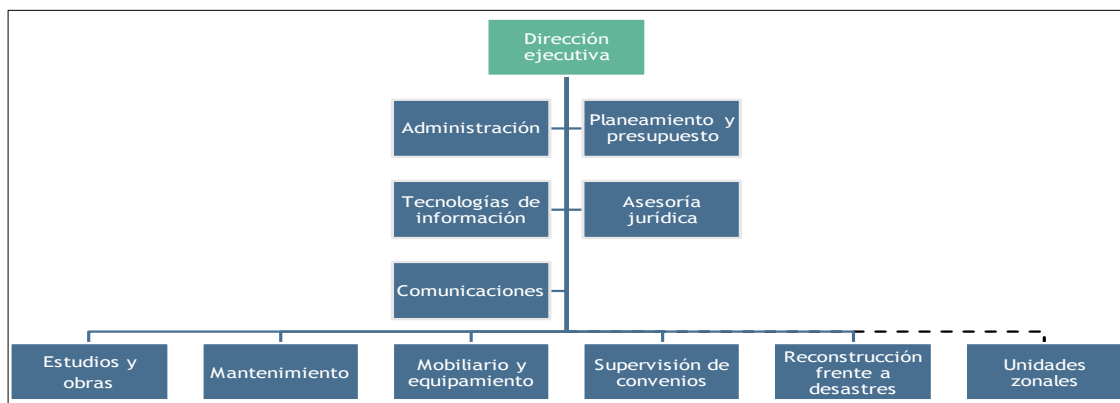 Dirección
ejecutiva
Administración
Planeamiento y
presupuesto
Tecnologías de
información
Asesoría
jurídica
Comunicaciones
Estudios y
obras
Mantenimiento
Mobiliario y
equipamiento
Supervisión de
convenios
Reconstrucción
frente a
desastres
Unidades
zonales